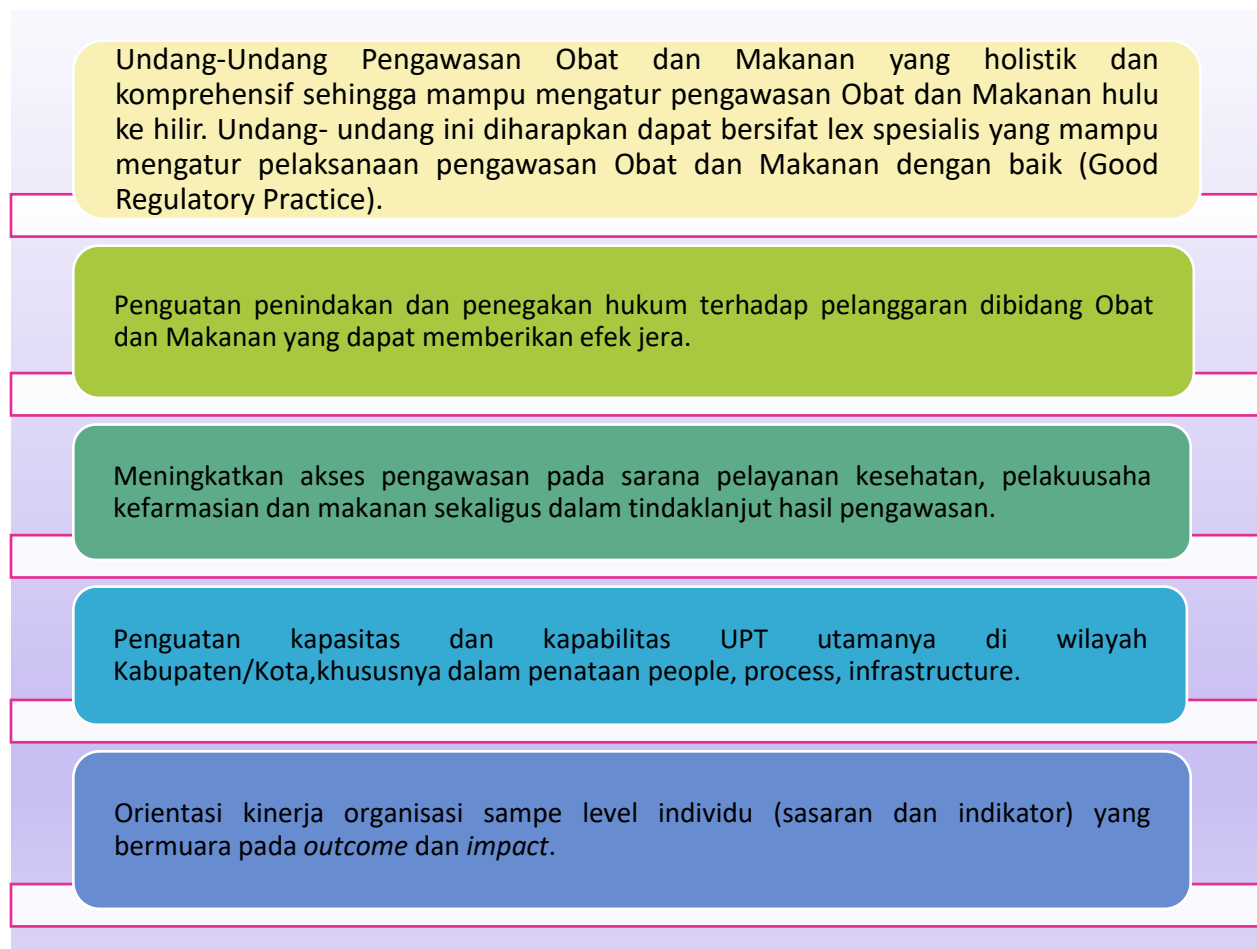 Undang-Undang Pengawasan Obat dan Makanan yang holistik dan
komprehensif sehingga mampu mengatur pengawasan Obat dan Makanan hulu
ke hilir. Undang- undang ini diharapkan dapat bersifat lex spesialis yang mampu
mengatur pelaksanaan pengawasan Obat dan Makanan dengan baik (Good
Regulatory Practice).
Penguatan penindakan dan penegakan hukum terhadap pelanggaran dibidang Obat
dan Makanan yang dapat memberikan efek jera.
Meningkatkan akses pengawasan pada sarana pelayanan kesehatan, pelakuusaha
kefarmasian dan makanan sekaligus dalam tindaklanjut hasil pengawasan.
Penguatan kapasitas dan kapabilitas UPT utamanya di wilayah
Kabupaten/Kota,khususnya dalam penataan people, process, infrastructure.
Orientasi kinerja organisasi sampe level individu (sasaran dan indikator) yang
bermuara pada outcome dan impact.